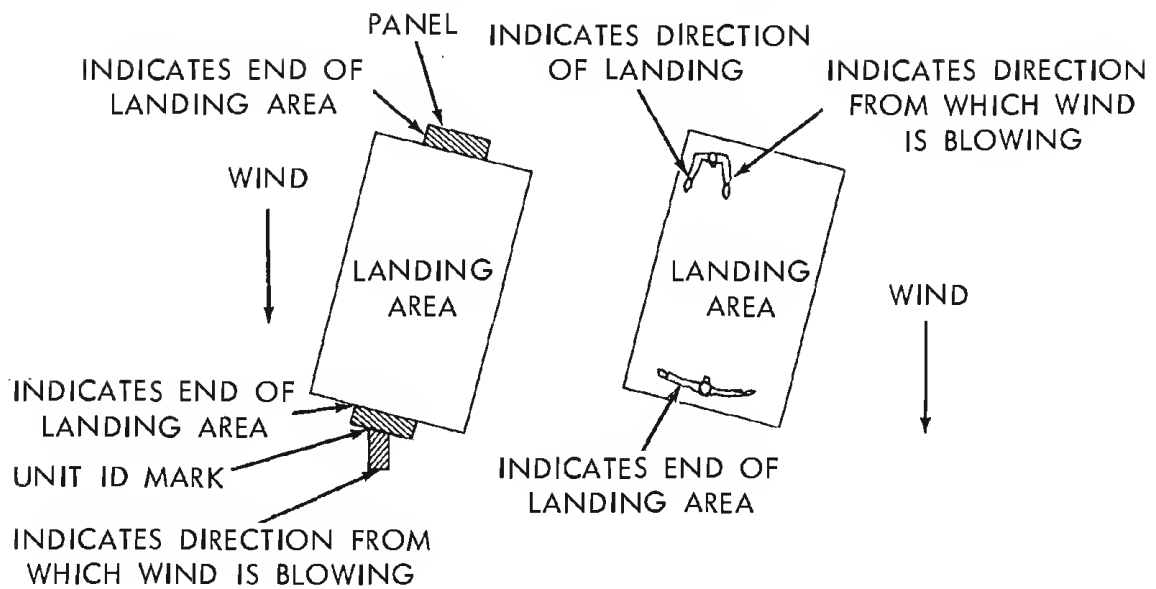 PANEL
INDICATES END OF
LANDING AREA
WIND
LANDING
AREA
INDICATES END OF
LANDING AREA
UNIT ID MARK
INDICATES DIRECTION FROM
WHICH WIND IS BLOWING
INDICATES DIRECTION
OF LANDING
INDICATES DIRECTION
FROM WHICH WIND
IS BLOWING
LANDING
AREA
WIND
INDICATES END OF
LANDING AREA